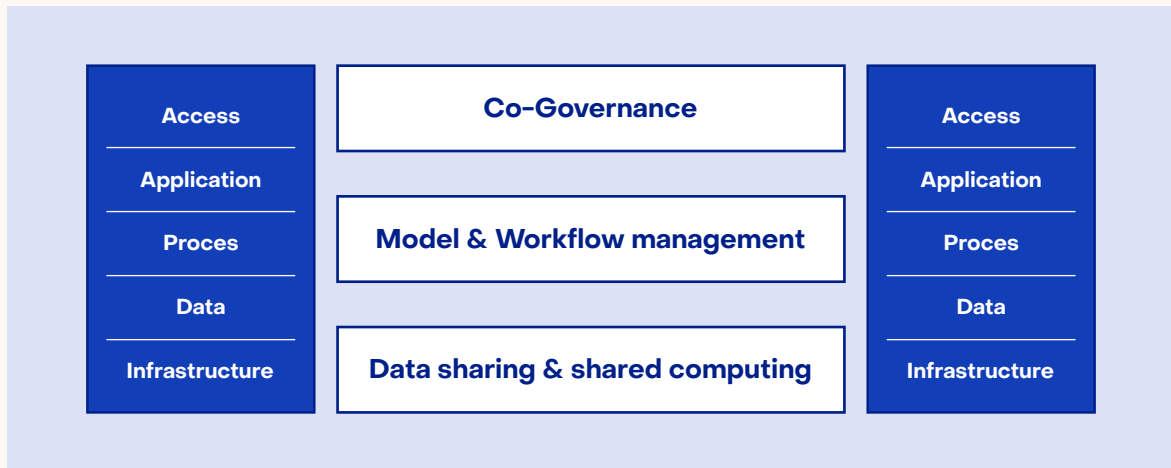 Access
Application
Proces
Data
Infrastructure
Co-Governance
Model & Workflow management
Data sharing & shared computing
Access
Application
Proces
Data
Infrastructure